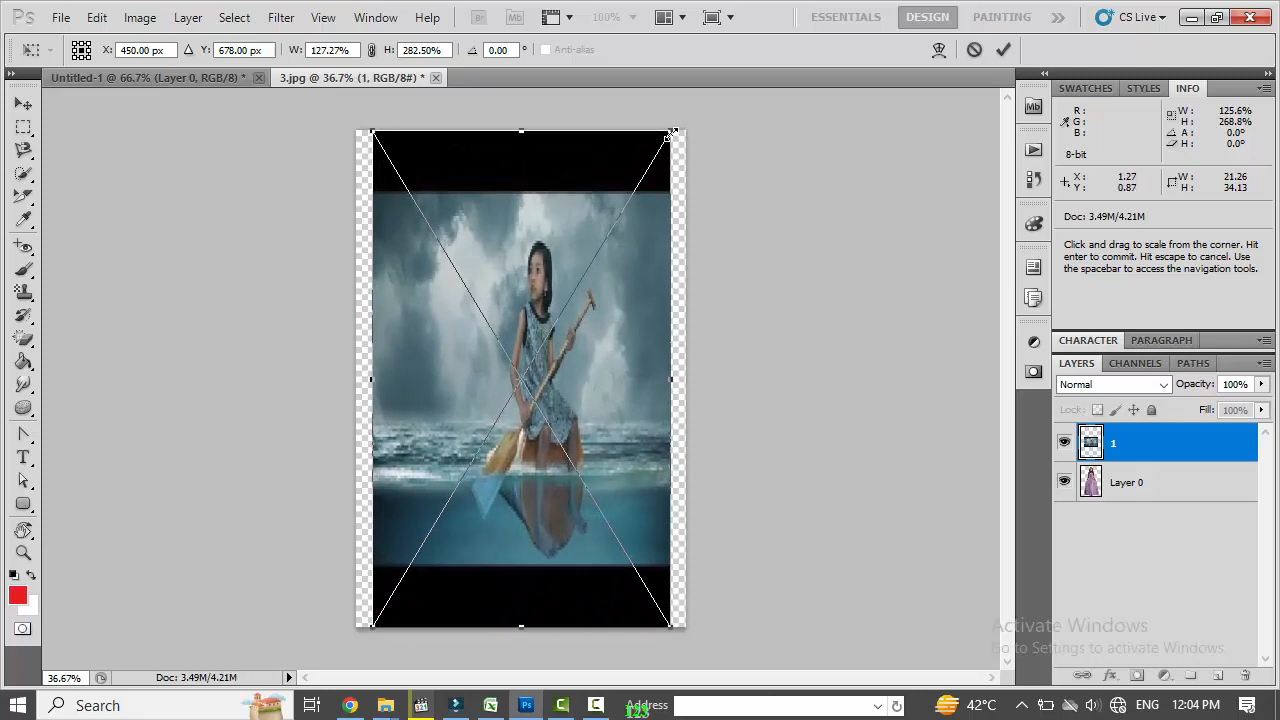 Ps File Edit Image Layer Select Filter View Window Help Br Mb 100% ESSENTIALS DESIGN PAINTING CS Live
X: 450.00 px Y: 678.00 px W: 127.27% H: 282.50% 0.00 ° Anti-alias
Untitled-1 @ 66.7% (Layer 0, RGB/8) * 3.jpg @ 36.7% (1, RGB/8#) *
SWATCHES STYLES INFO
R: W: 125.6%
G: H: 268.8%
B: A: 0.0°
H: 0.0°
8-bit
X: 1.27 W: 21.26
Y: 0.87 H: 34.13
Doc: 3.49M/4.21M
Click and drag to scale from the corner. Hit
enter to commit. Hit escape to cancel. Use
the spacebar to access the navigation tools.
CHARACTER PARAGRAPH
LAYERS CHANNELS PATHS
Normal Opacity: 100%
Lock: Fill: 100%
1
Layer 0
Activate Windows
Go to Settings to activate Windows.
36.67% Doc: 3.49M/4.21M
Search Ps Address 42°C ENG 12:04 PM
123